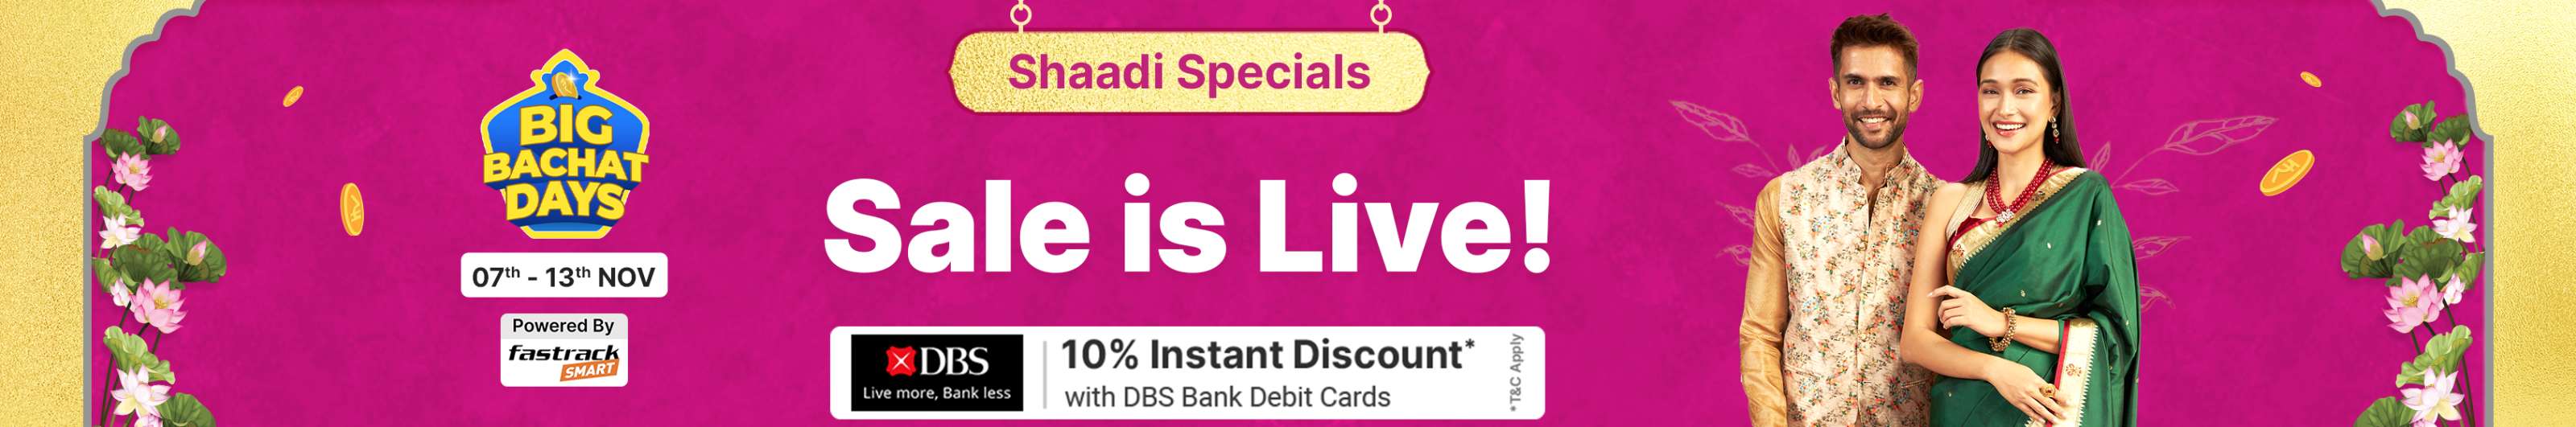 BIG
BACHAT
DAYS
07th - 13th NOV
Powered By
fastrack
SMART
Shaadi Specials
Sale is Live!
DBS
Live more, Bank less
10% Instant Discount*
with DBS Bank Debit Cards
*T&C Apply